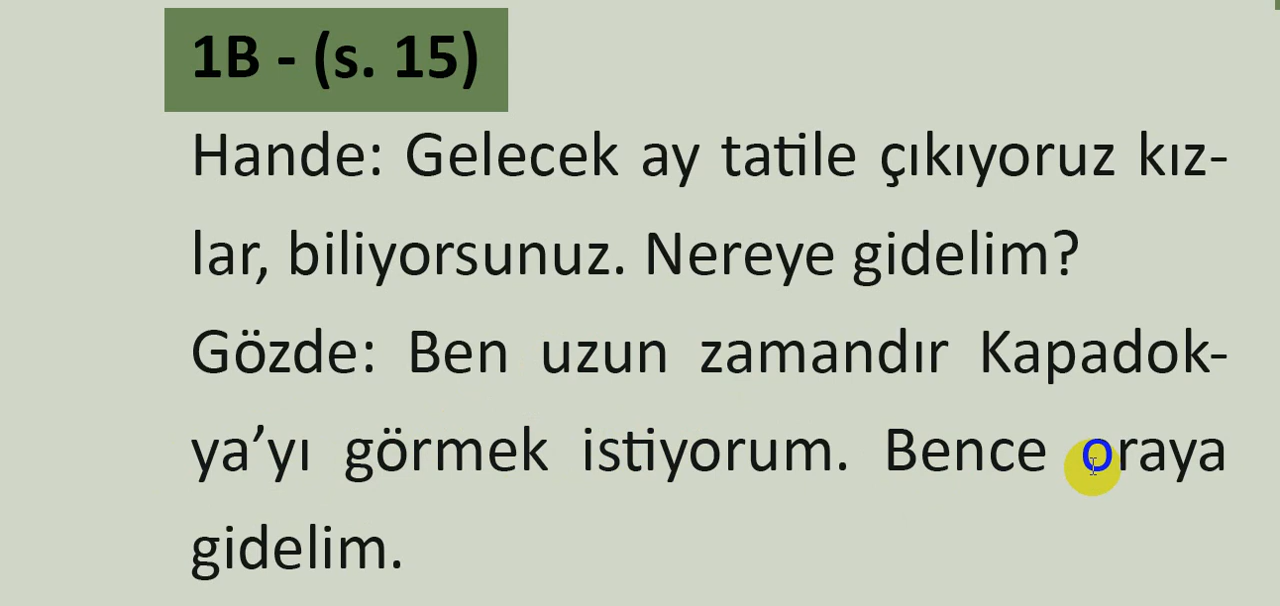 1B - (s. 15)
Hande: Gelecek ay tatile çıkıyoruz kız-
lar, biliyorsunuz. Nereye gidelim?
Gözde: Ben uzun zamandır Kapadok-
ya’yı görmek istiyorum. Bence oraya
gidelim.